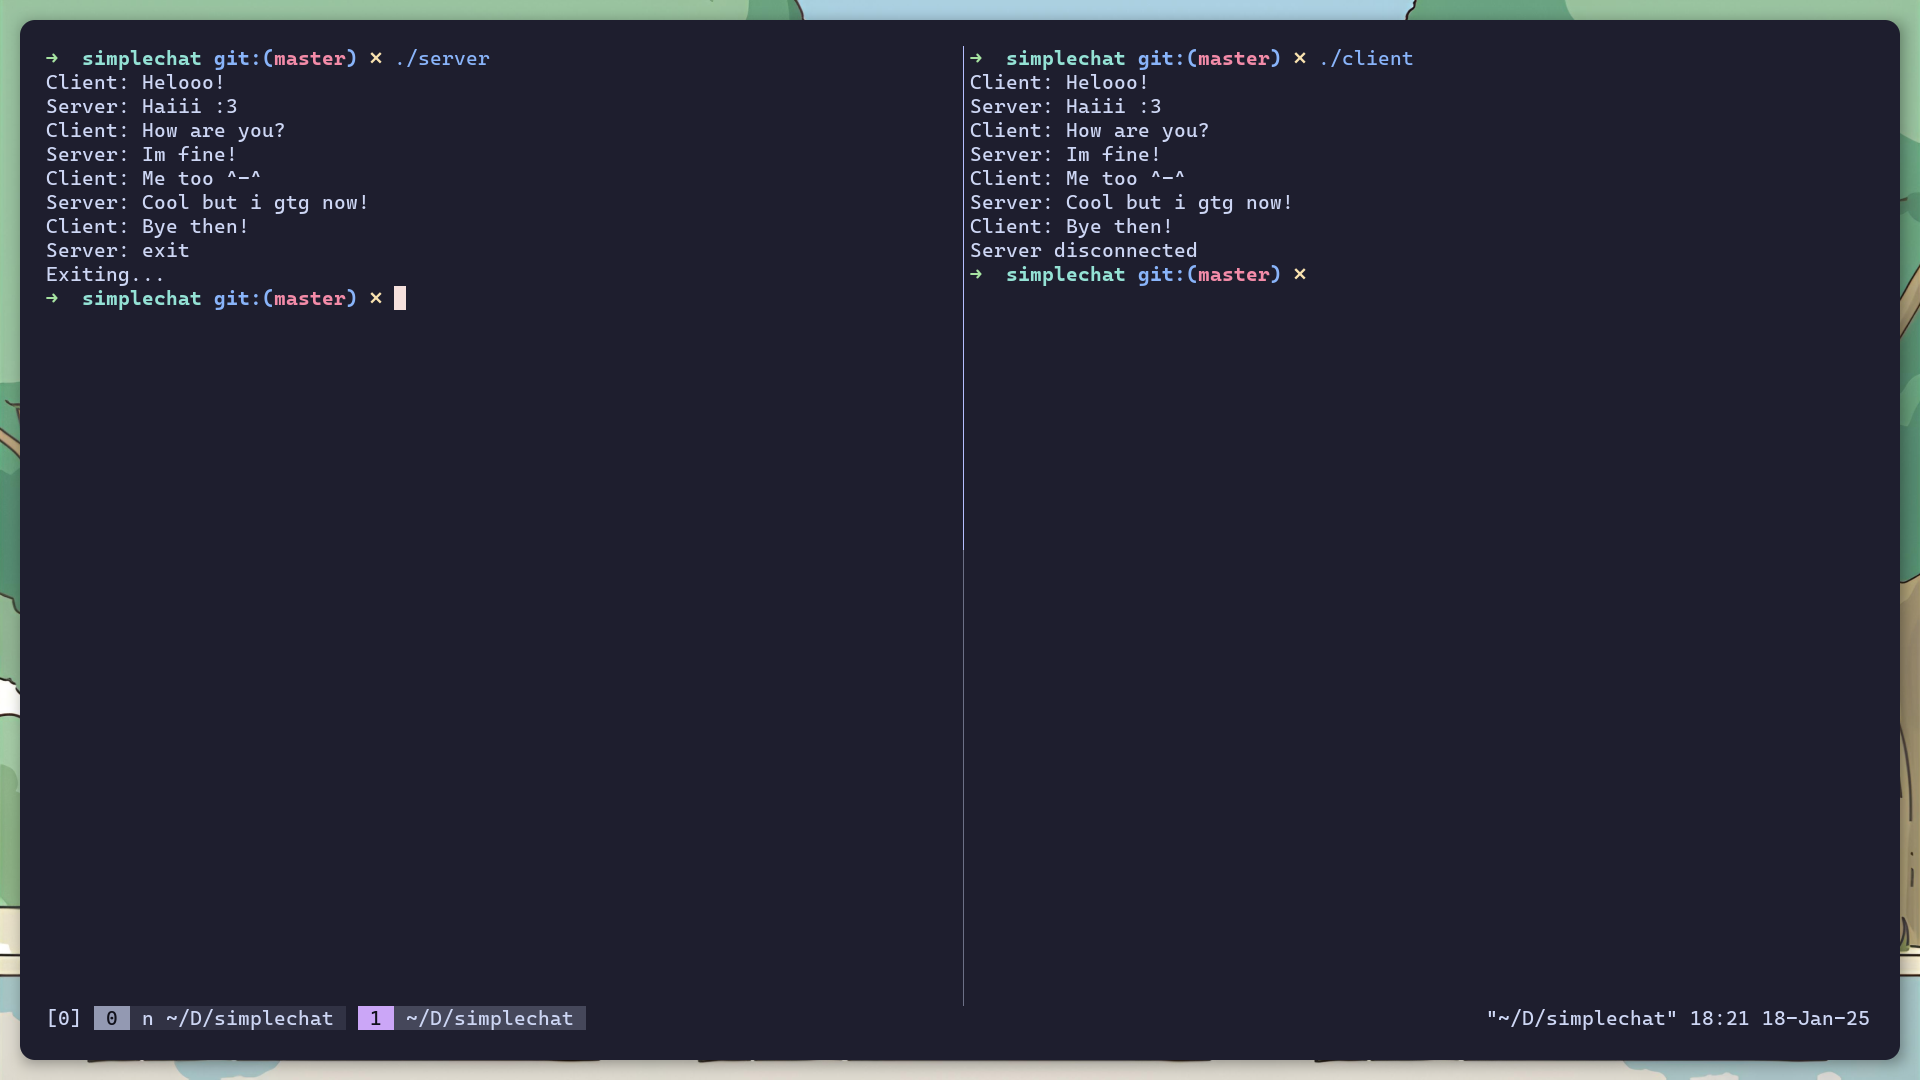 ➜  simplechat git:(master) ✗ ./server
Client: Helooo!
Server: Haiii :3
Client: How are you?
Server: Im fine!
Client: Me too ^-^
Server: Cool but i gtg now!
Client: Bye then!
Server: exit
Exiting...
➜  simplechat git:(master) ✗
➜  simplechat git:(master) ✗ ./client
Client: Helooo!
Server: Haiii :3
Client: How are you?
Server: Im fine!
Client: Me too ^-^
Server: Cool but i gtg now!
Client: Bye then!
Server disconnected
➜  simplechat git:(master) ✗
[0] 0 n ~/D/simplechat 1 ~/D/simplechat "~/D/simplechat" 18:21 18-Jan-25